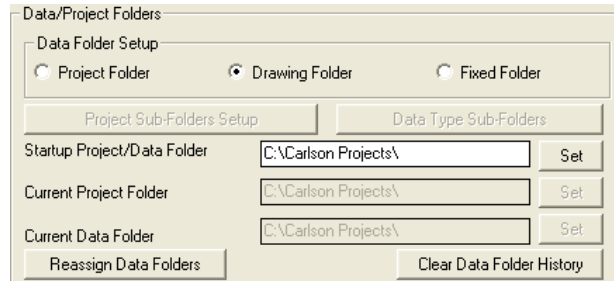 Data/Project Folders
Data Folder Setup
Project Folder Drawing Folder Fixed Folder
Project Sub-Folders Setup Data Type Sub-Folders
Startup Project/Data Folder C:\Carlson Projects\ Set
Current Project Folder C:\Carlson Projects\ Set
Current Data Folder C:\Carlson Projects\ Set
Reassign Data Folders Clear Data Folder History